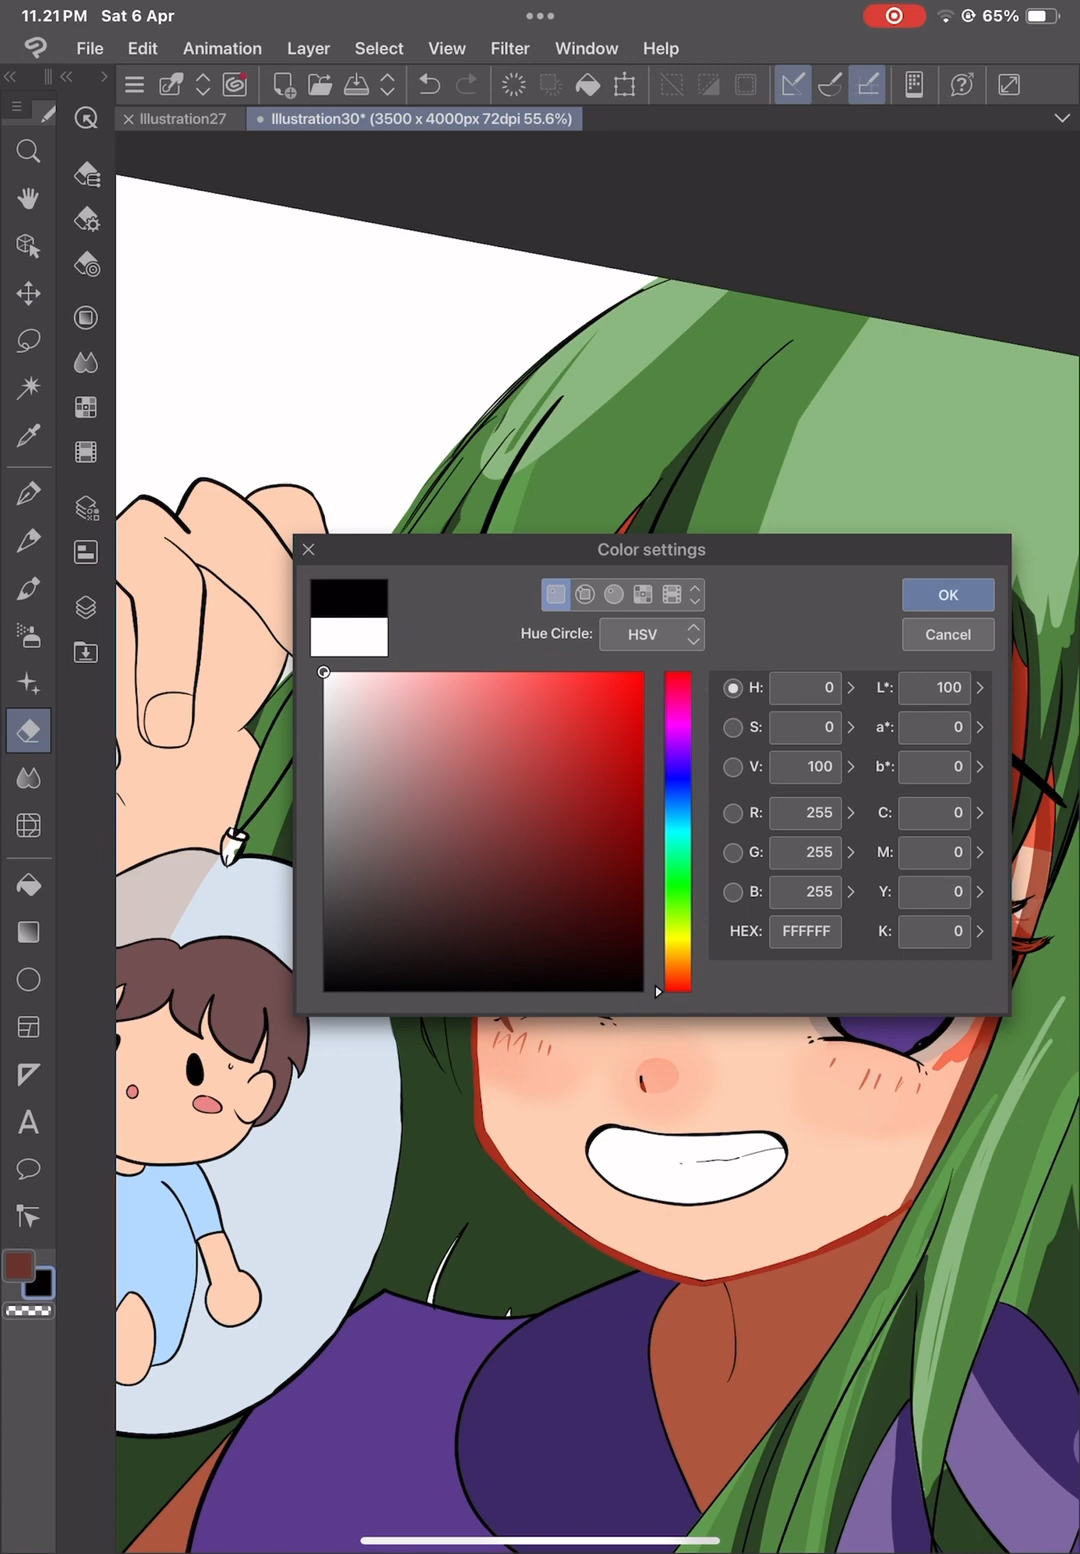 11.21 PM Sat 6 Apr
65%
File Edit Animation Layer Select View Filter Window Help
Illustration27
Illustration30* (3500 x 4000px 72dpi 55.6%)
Color settings
OK
Hue Circle: HSV
Cancel
H: 0 L*: 100
S: 0 a*: 0
V: 100 b*: 0
R: 255 C: 0
G: 255 M: 0
B: 255 Y: 0
HEX: FFFFFF K: 0
A